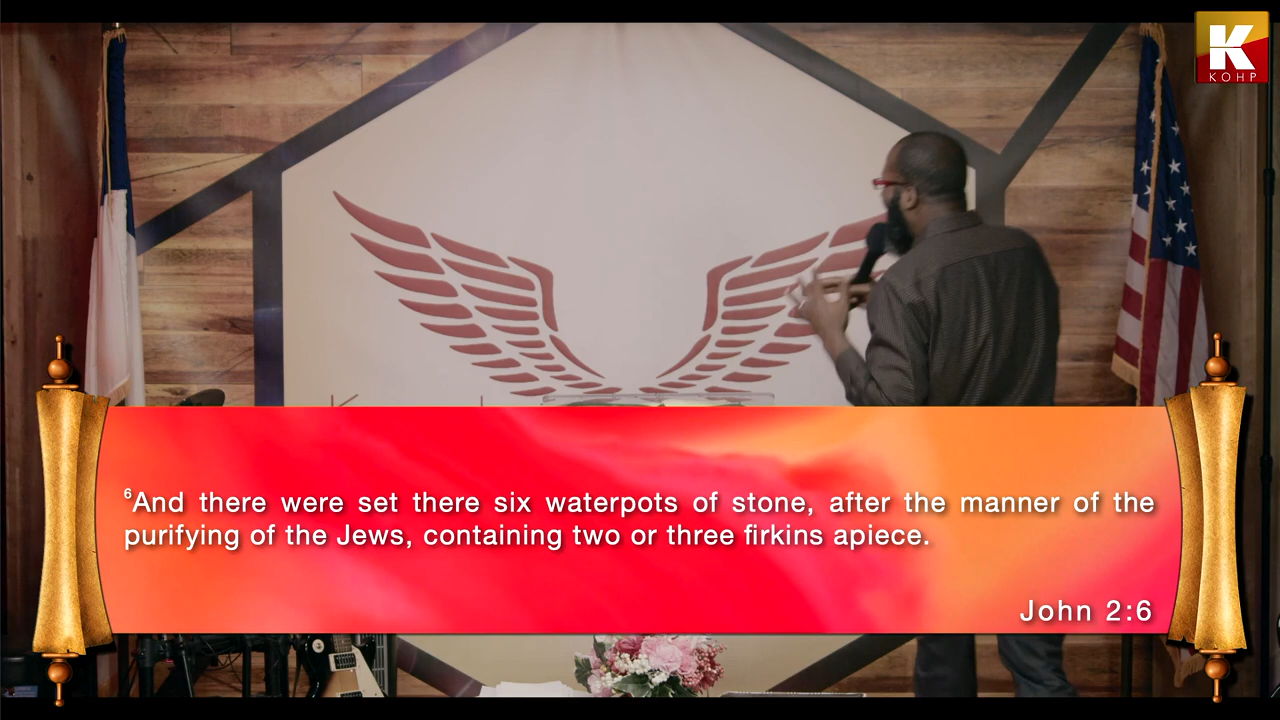 K
KOHP
⁶And there were set there six waterpots of stone, after the manner of the
purifying of the Jews, containing two or three firkins apiece.
John 2:6